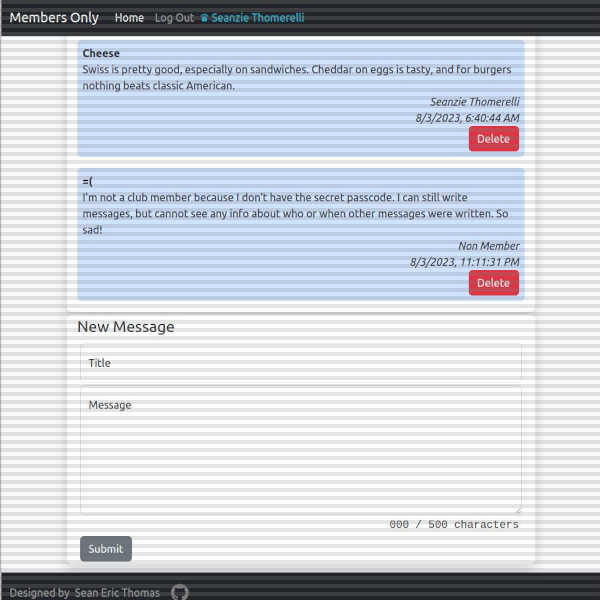 Members Only Home Log Out Seanzie Thomerelli
Cheese
Swiss is pretty good, especially on sandwiches. Cheddar on eggs is tasty, and for burgers
nothing beats classic American.
Seanzie Thomerelli
8/3/2023, 6:40:44 AM
Delete
=(
I'm not a club member because I don't have the secret passcode. I can still write
messages, but cannot see any info about who or when other messages were written. So
sad!
Non Member
8/3/2023, 11:11:31 PM
Delete
New Message
Title
Message
000 / 500 characters
Submit
Designed by Sean Eric Thomas